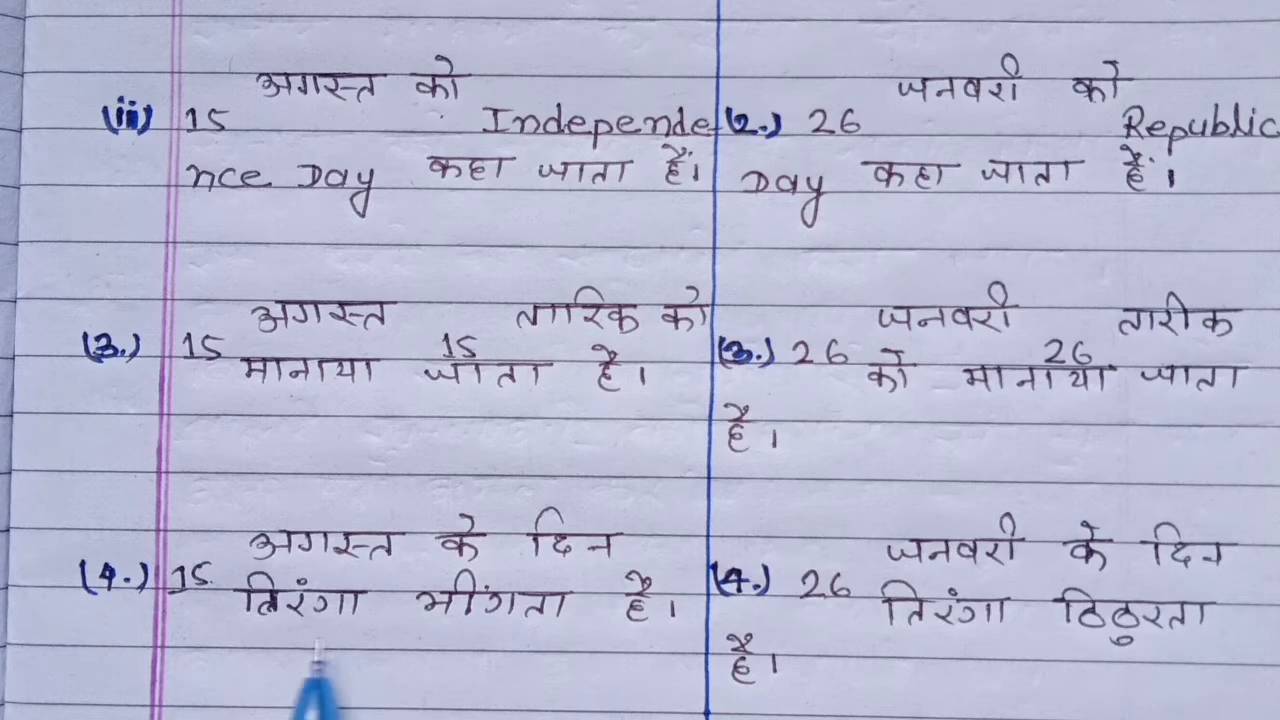 (ii) 15 अगस्त को Independe
nce Day कहा जाता हैं।
(2.) 26 जनवरी को Republic
Day कहा जाता हैं।
(3.) 15 अगस्त 15 तारिक को
मानाया जाता है।
(3.) 26 जनवरी 26 तारीक
को मानाया जाता
है।
(4.) 15 अगस्त के दिन
तिरंगा भींगता है।
(4.) 26 जनवरी के दिन
तिरंगा ठिठुरता
है।